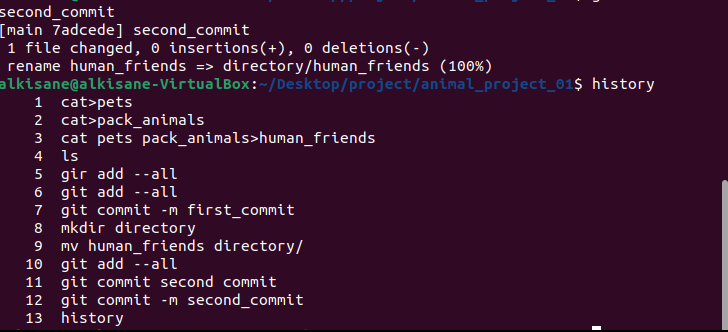 second_commit
[main 7adcede] second_commit
1 file changed, 0 insertions(+), 0 deletions(-)
rename human_friends => directory/human_friends (100%)
alkisane@alkisane-VirtualBox:~/Desktop/project/animal_project_01$ history
1 cat>pets
2 cat>pack_animals
3 cat pets pack_animals>human_friends
4 ls
5 gir add --all
6 git add --all
7 git commit -m first_commit
8 mkdir directory
9 mv human_friends directory/
10 git add --all
11 git commit second commit
12 git commit -m second_commit
13 history